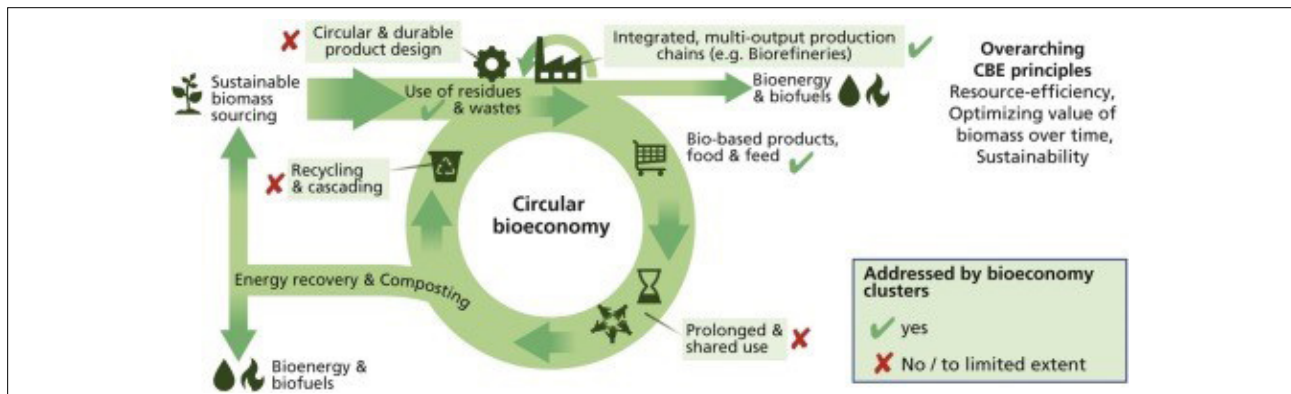 Circular & durable
product design
Integrated, multi-output production
chains (e.g. Biorefineries)
Overarching
CBE principles
Resource-efficiency,
Optimizing value of
biomass over time,
Sustainability
Sustainable
biomass
sourcing
Use of residues
& wastes
Bioenergy
& biofuels
Bio-based products,
food & feed
Recycling
& cascading
Circular
bioeconomy
Energy recovery & Composting
Prolonged &
shared use
Bioenergy &
biofuels
Addressed by bioeconomy
clusters
yes
No / to limited extent